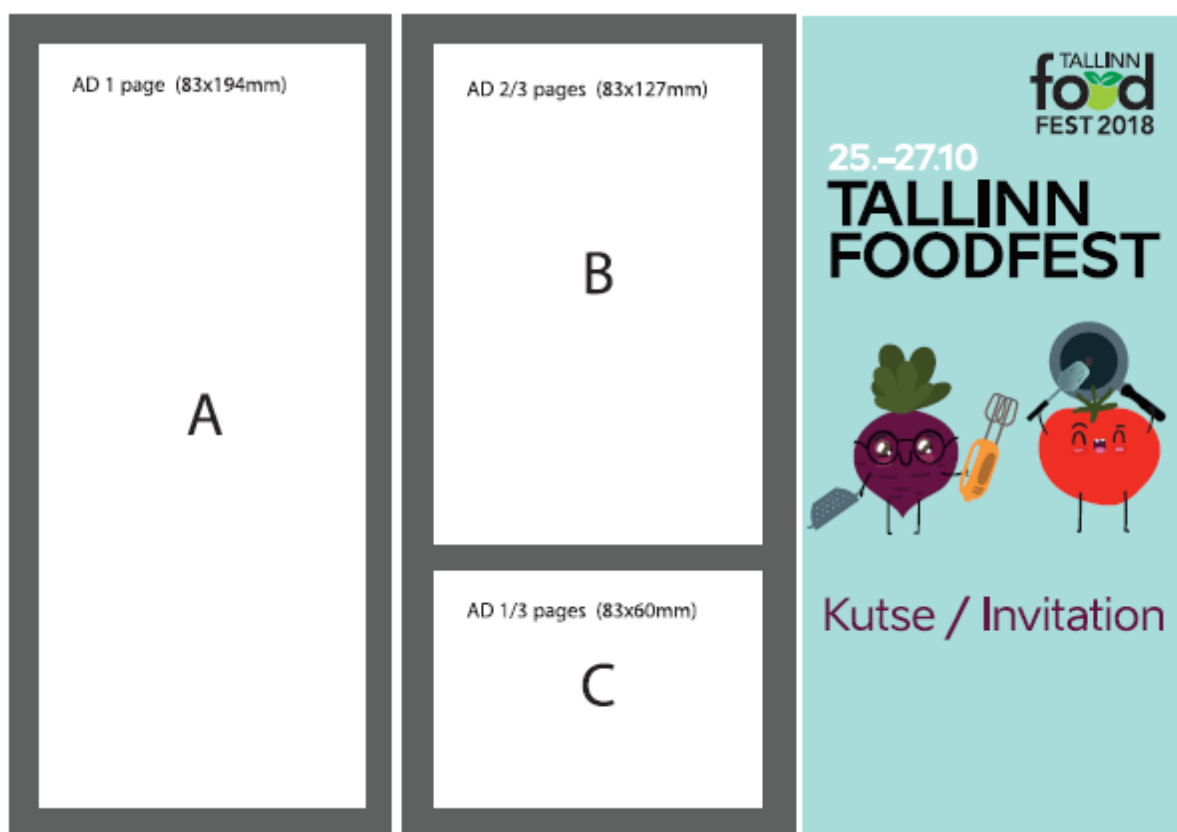 AD 1 page (83x194mm)
A
AD 2/3 pages (83x127mm)
B
AD 1/3 pages (83x60mm)
C
TALLINN
food
FEST 2018
25.–27.10
TALLINN
FOODFEST
Kutse / Invitation